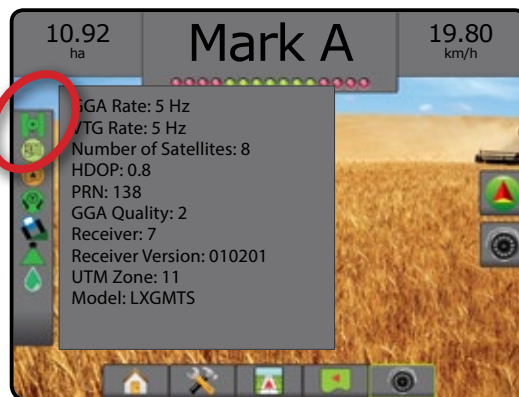 10.92
ha
Mark A
19.80
km/h
GGA Rate: 5 Hz
VTG Rate: 5 Hz
Number of Satellites: 8
HDOP: 0.8
PRN: 138
GGA Quality: 2
Receiver: 7
Receiver Version: 010201
UTM Zone: 11
Model: LXGMTS